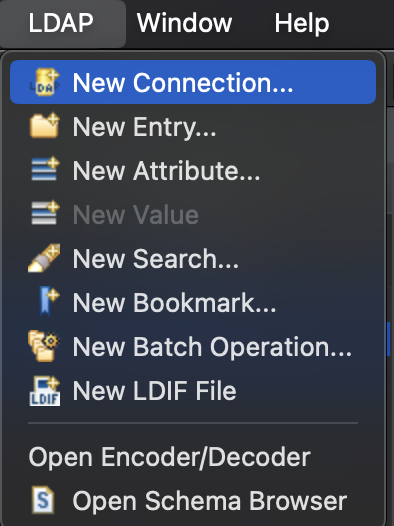 LDAP Window Help
New Connection...
New Entry...
New Attribute...
New Value
New Search...
New Bookmark...
New Batch Operation...
New LDIF File
Open Encoder/Decoder
Open Schema Browser